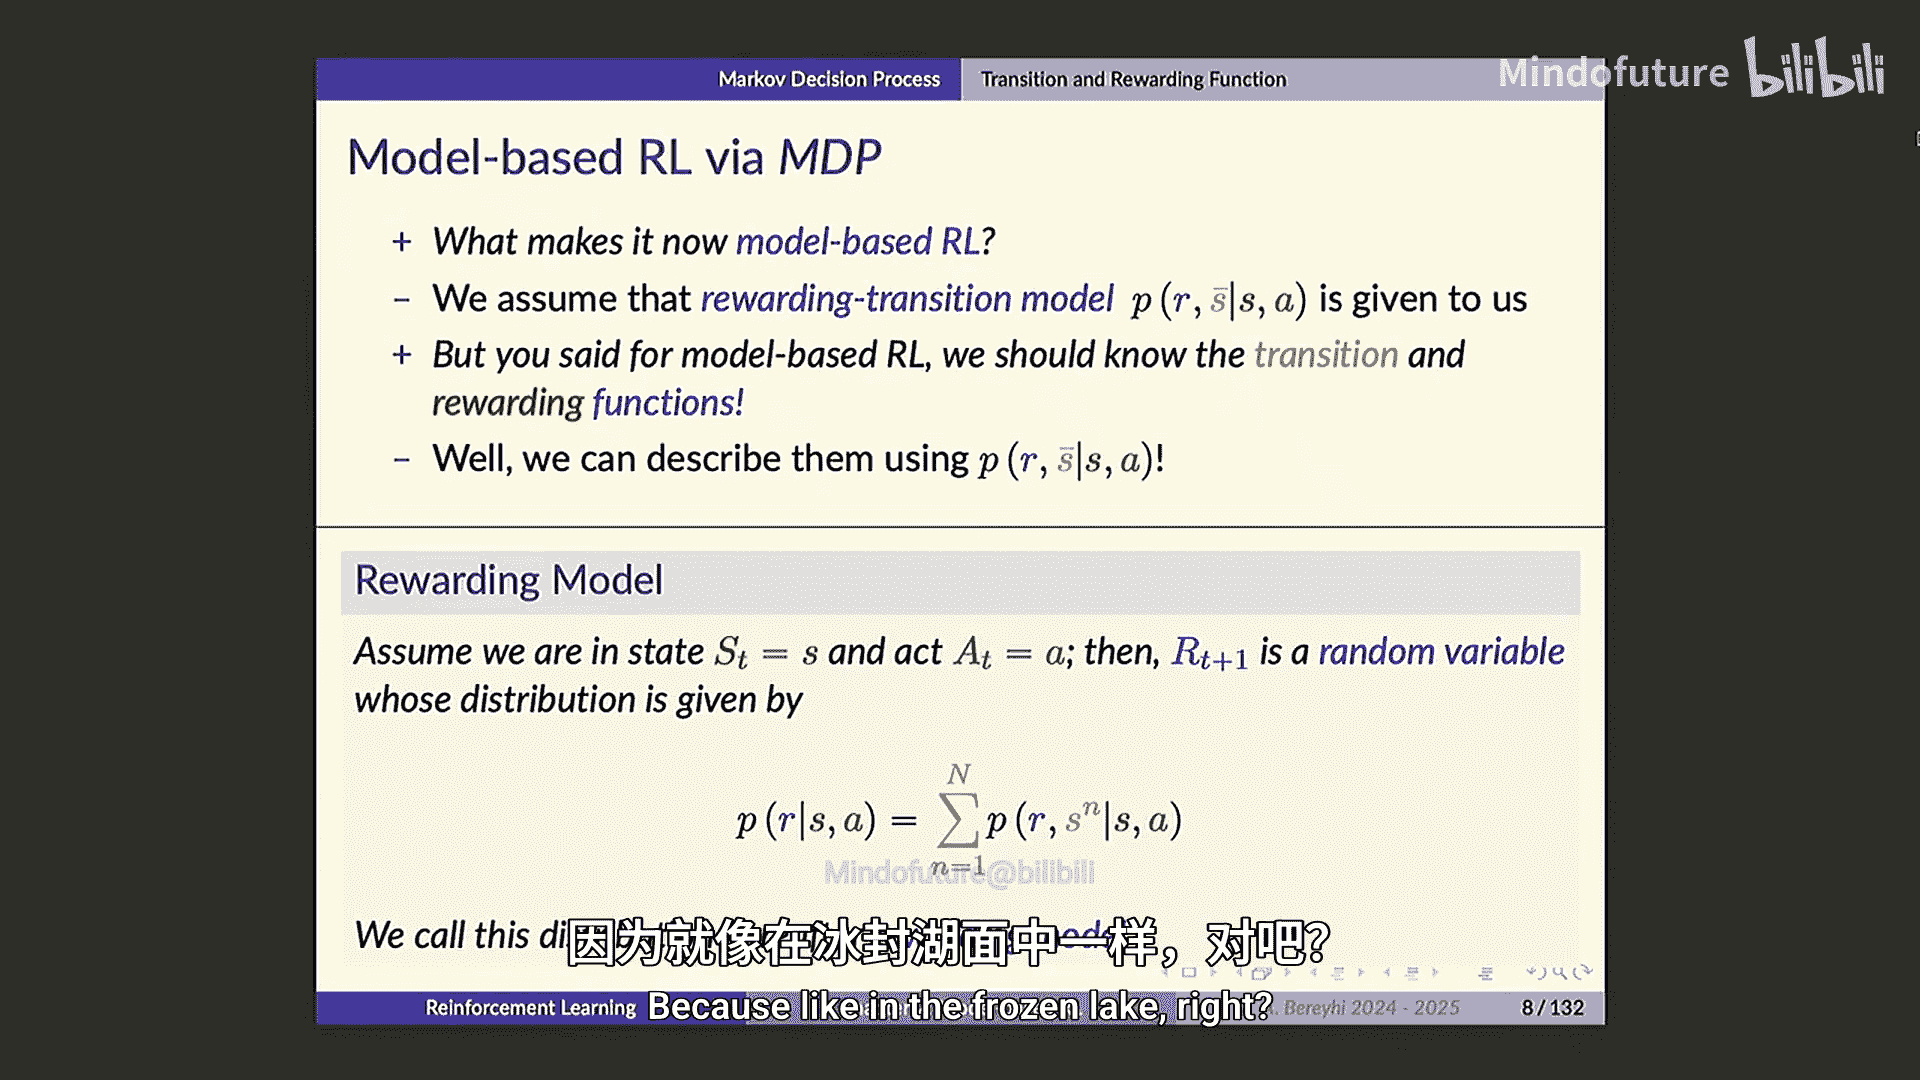 Markov Decision Process
Transition and Rewarding Function
Mindofuture bilibili
Model-based RL via MDP
+ What makes it now model-based RL?
– We assume that rewarding-transition model p (r, s̄|s, a) is given to us
+ But you said for model-based RL, we should know the transition and
rewarding functions!
– Well, we can describe them using p (r, s̄|s, a)!
Rewarding Model
Assume we are in state Sₜ = s and act Aₜ = a; then, Rₜ₊₁ is a random variable
whose distribution is given by
N
p (r|s, a) = ∑ p (r, sⁿ|s, a)
n=1
Mindofuture@bilibili
We call this
因为就像在冰封湖面中一样，对吧？
Reinforcement Learning
Because like in the frozen lake, right?
Bereyhi 2024 - 2025
8 / 132